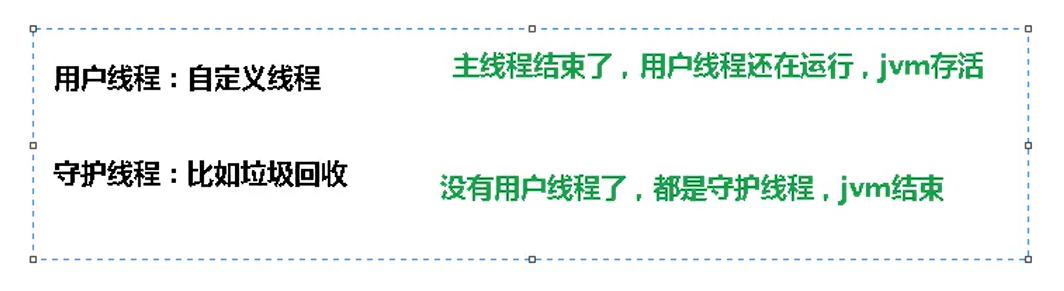 用户线程：自定义线程
主线程结束了，用户线程还在运行，jvm存活
守护线程：比如垃圾回收
没有用户线程了，都是守护线程，jvm结束